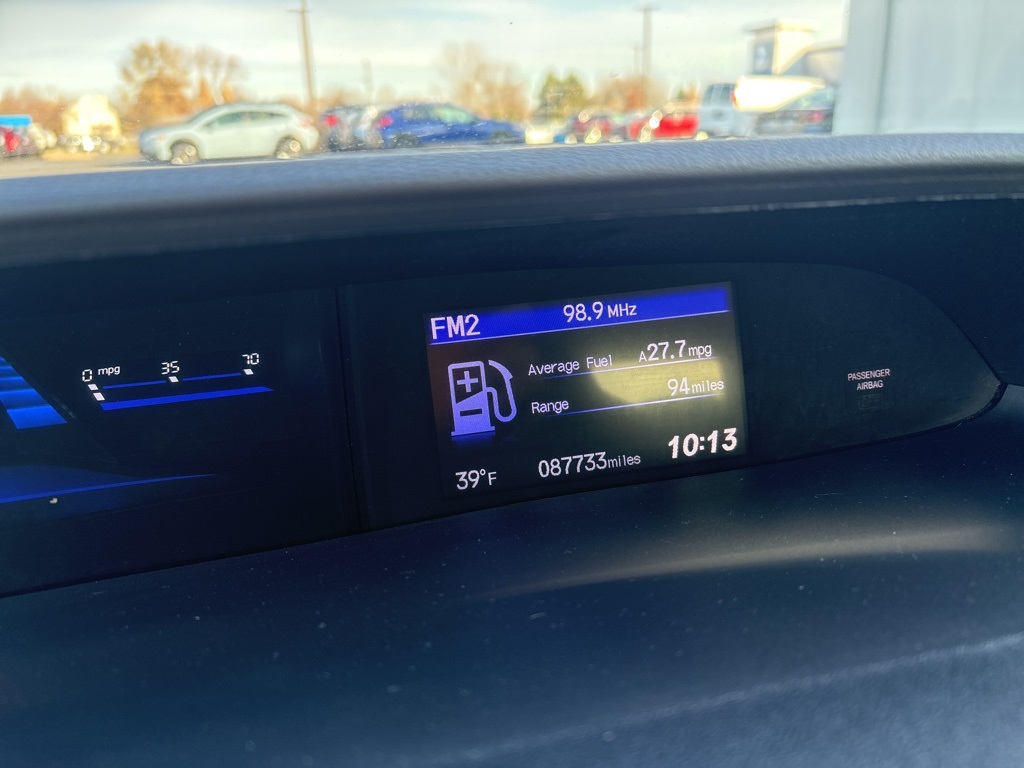 0 mpg 35 70
FM2 98.9 MHz
Average Fuel A27.7 mpg
Range 94 miles
39°F 087733 miles 10:13
PASSENGER
AIRBAG